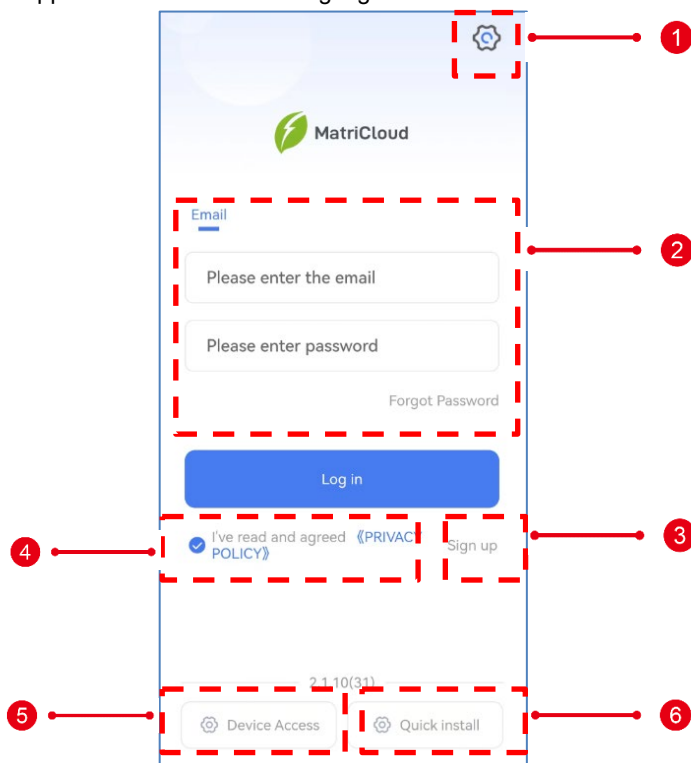 1
MatriCloud
Email
2
Please enter the email
Please enter password
Forgot Password
Log in
I've read and agreed 《PRIVACY
POLICY》
Sign up
3
4
2.1.10(31)
5
Device Access
Quick install
6